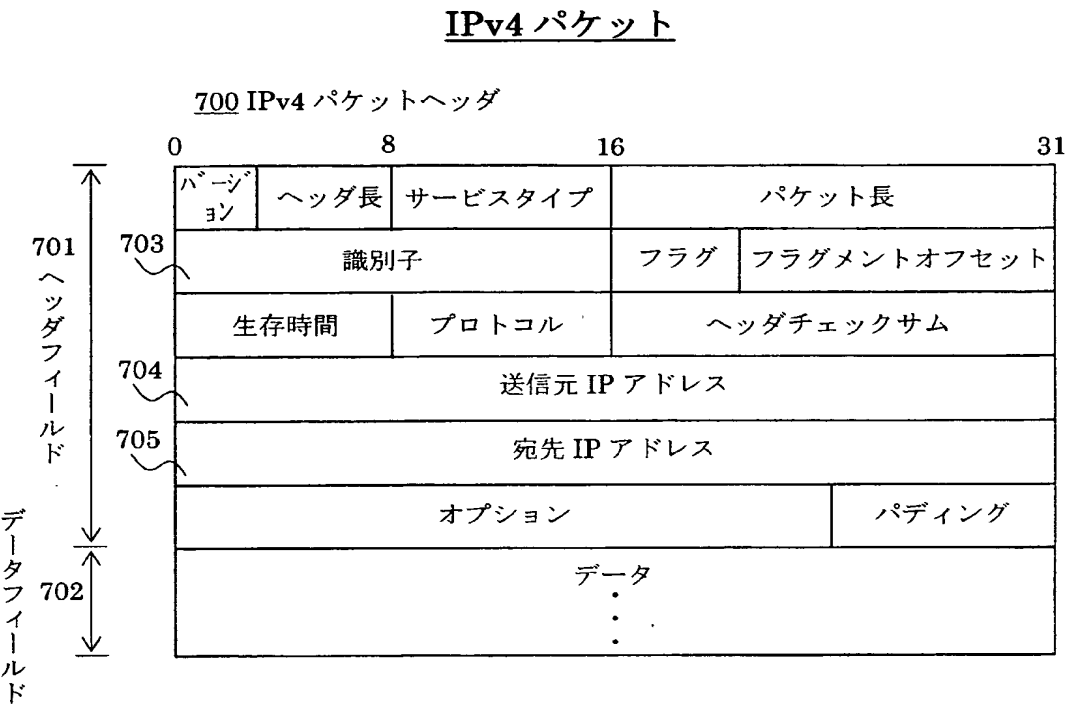 IPv4 パケット
700 IPv4 パケットヘッダ
0 8 16 31
バージョン ヘッダ長 サービスタイプ パケット長
701 ヘッダフィールド
703 識別子 フラグ フラグメントオフセット
生存時間 プロトコル ヘッダチェックサム
704 送信元 IP アドレス
705 宛先 IP アドレス
オプション パディング
データフィールド
702 データ